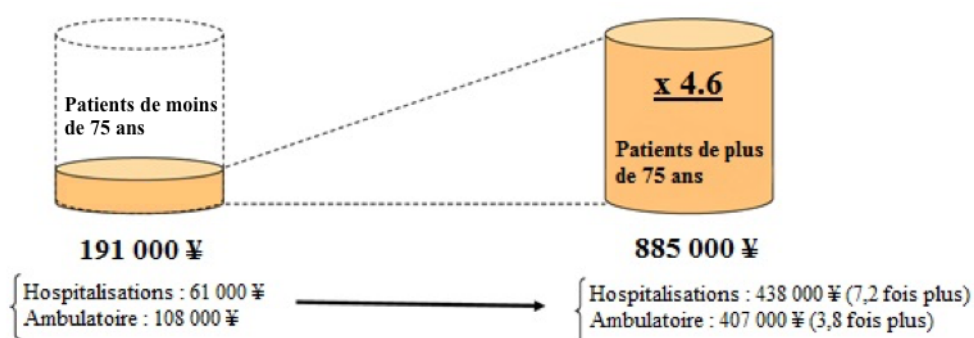 Patients de moins
de 75 ans
x 4.6
Patients de plus
de 75 ans
191 000 ¥
885 000 ¥
Hospitalisations : 61 000 ¥
Ambulatoire : 108 000 ¥
Hospitalisations : 438 000 ¥ (7,2 fois plus)
Ambulatoire : 407 000 ¥ (3,8 fois plus)